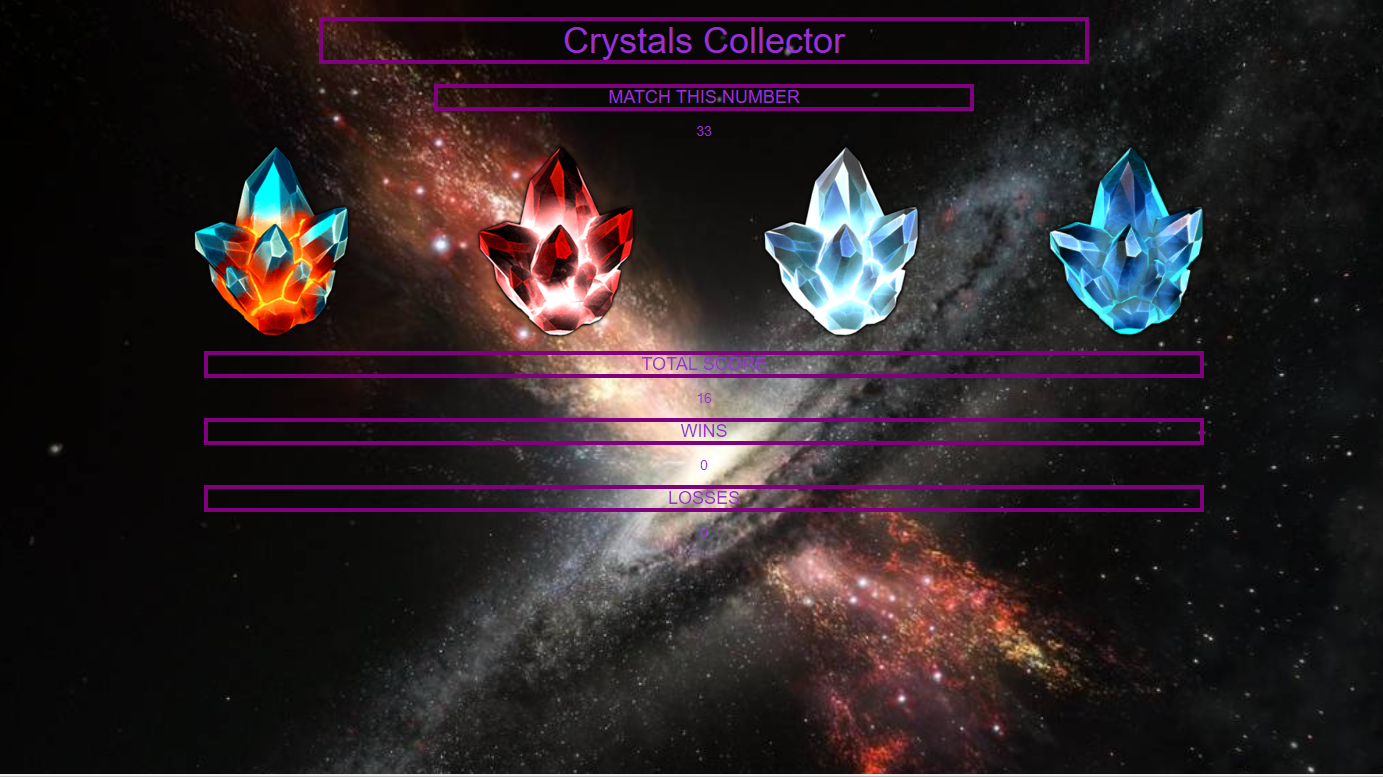 Crystals Collector
MATCH THIS NUMBER
33
TOTAL SCORE
16
WINS
0
LOSSES